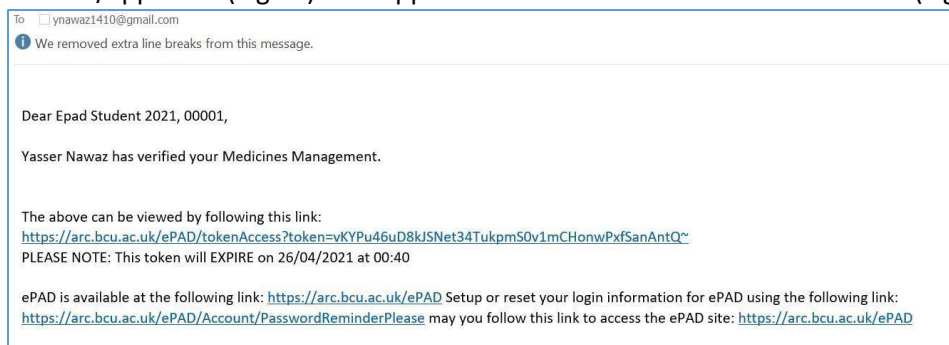 To ynawaz1410@gmail.com
We removed extra line breaks from this message.
Dear Epad Student 2021, 00001,
Yasser Nawaz has verified your Medicines Management.
The above can be viewed by following this link:
https://arc.bcu.ac.uk/ePAD/tokenAccess?token=vKYPu46uD8kJSNet34TukpmS0v1mCHonwPxfSanAntQ~
PLEASE NOTE: This token will EXPIRE on 26/04/2021 at 00:40
ePAD is available at the following link: https://arc.bcu.ac.uk/ePAD Setup or reset your login information for ePAD using the following link:
https://arc.bcu.ac.uk/ePAD/Account/PasswordReminderPlease may you follow this link to access the ePAD site: https://arc.bcu.ac.uk/ePAD